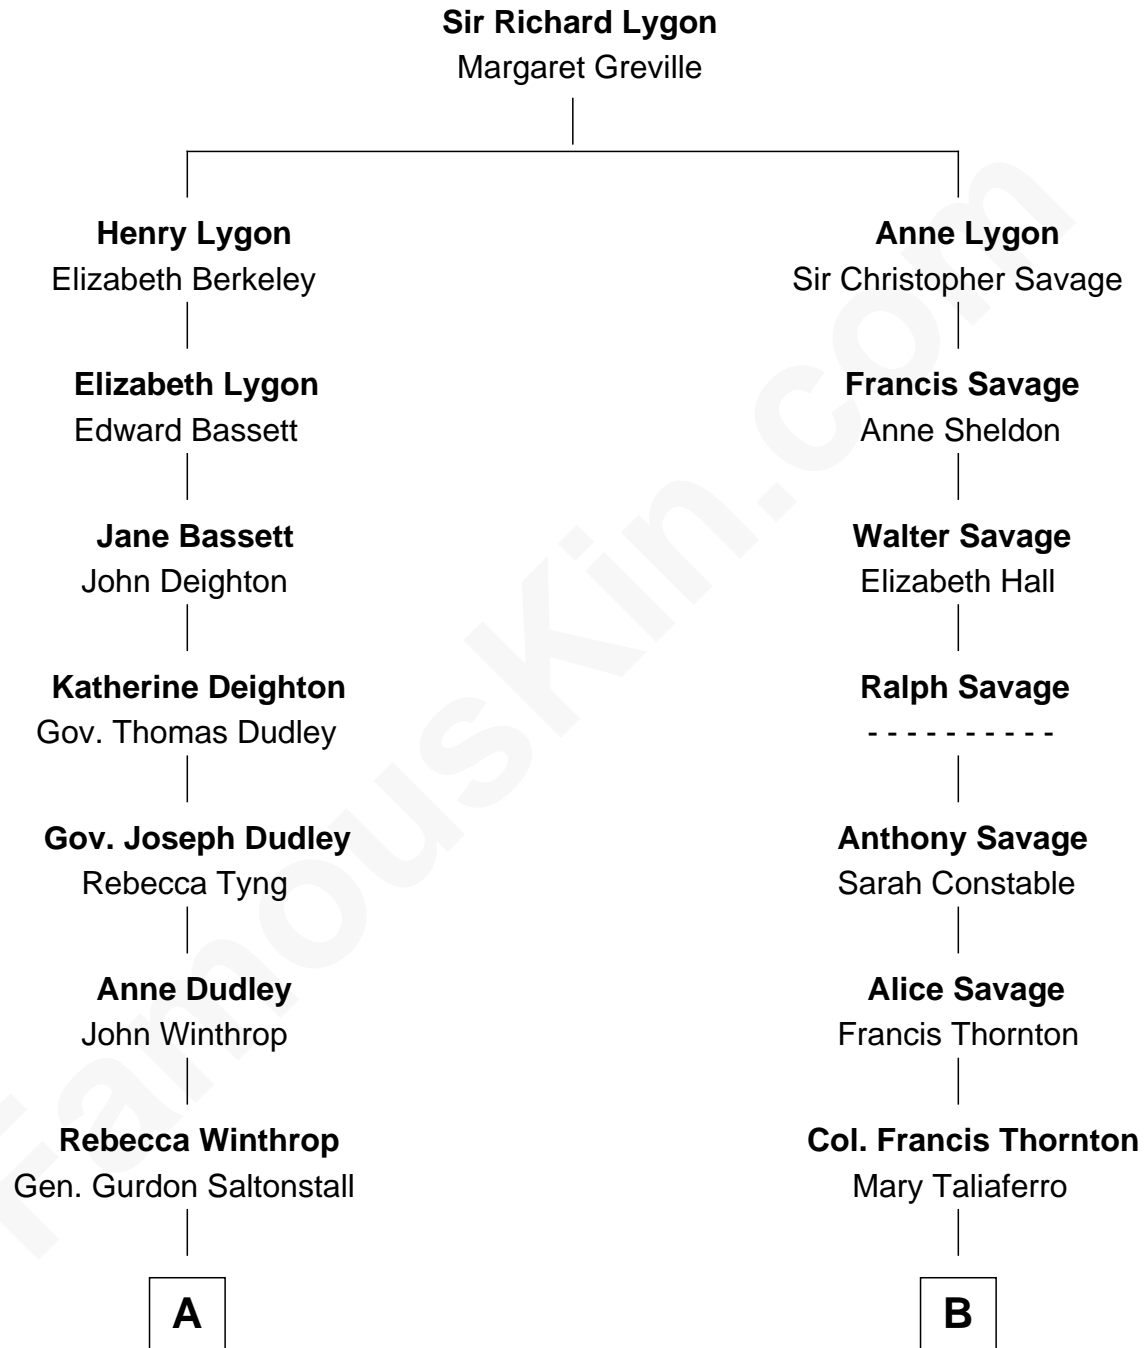 Sir Richard Lygon
Margaret Greville
Henry Lygon
Elizabeth Berkeley
Elizabeth Lygon
Edward Bassett
Jane Bassett
John Deighton
Katherine Deighton
Gov. Thomas Dudley
Gov. Joseph Dudley
Rebecca Tyng
Anne Dudley
John Winthrop
Rebecca Winthrop
Gen. Gurdon Saltonstall
A
Anne Lygon
Sir Christopher Savage
Francis Savage
Anne Sheldon
Walter Savage
Elizabeth Hall
Ralph Savage
- - - - - - - - - -
Anthony Savage
Sarah Constable
Alice Savage
Francis Thornton
Col. Francis Thornton
Mary Taliaferro
B
FamousKin.com